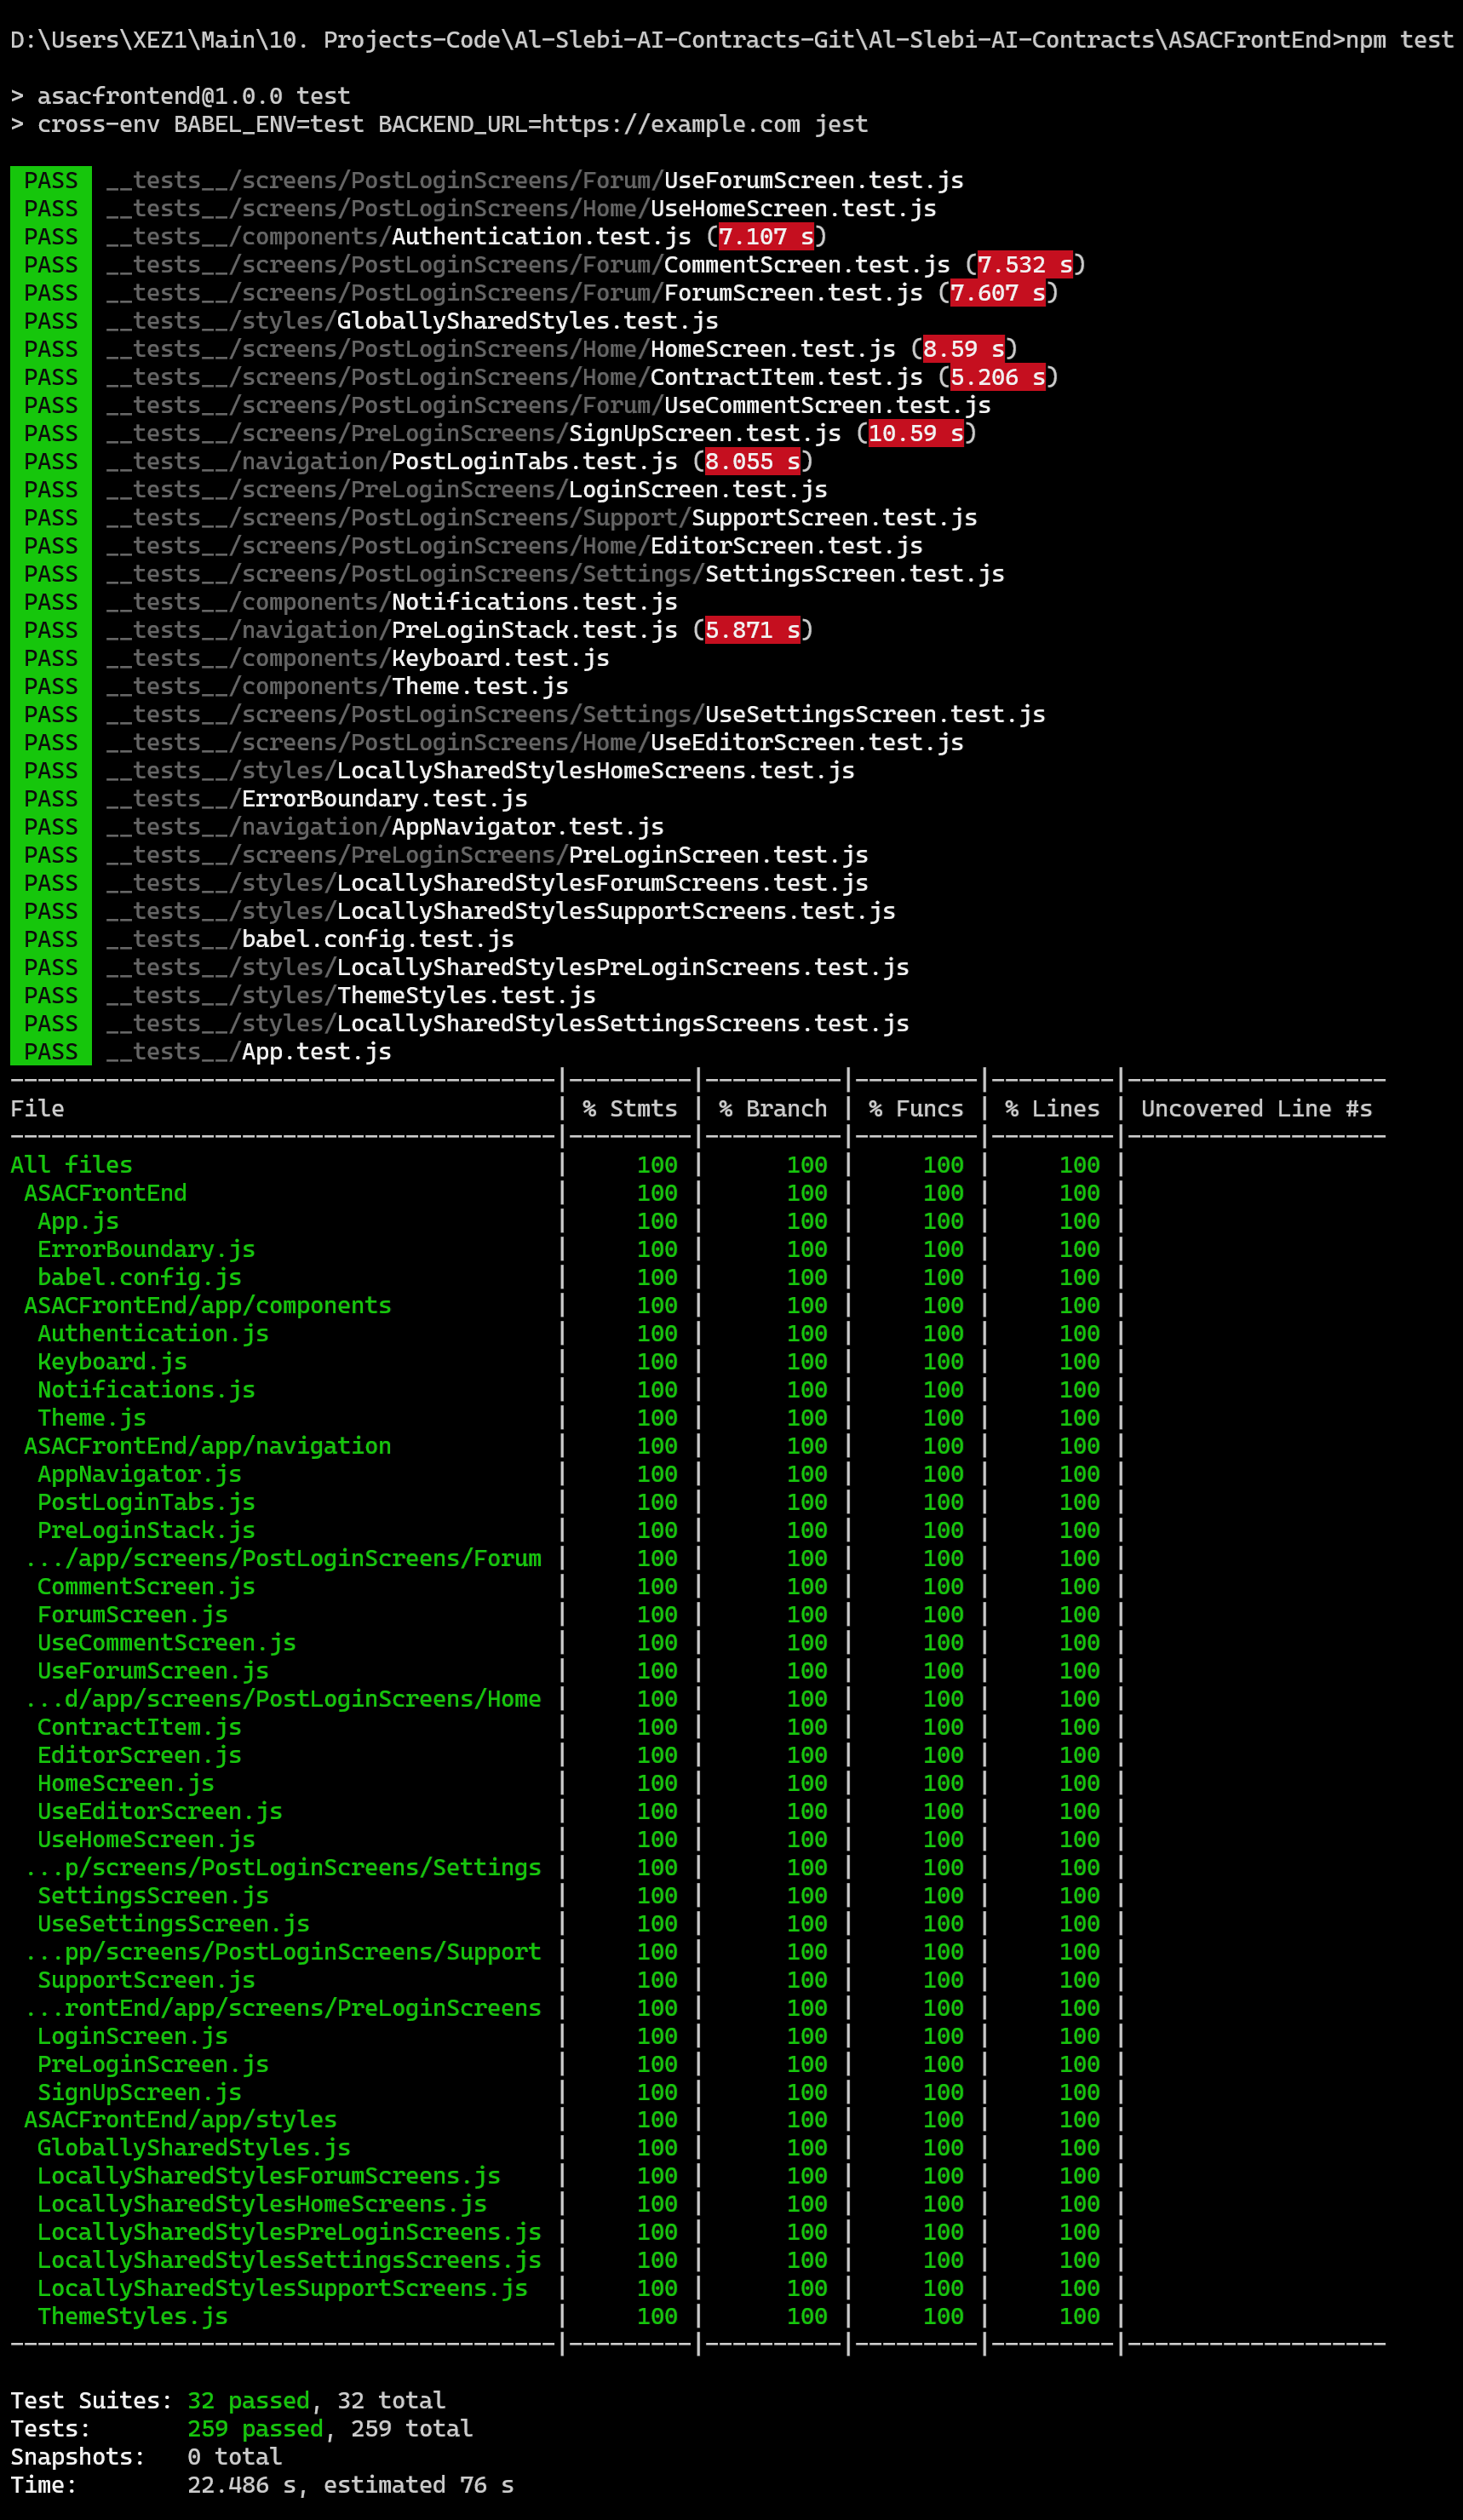 D:\Users\XEZ1\Main\10. Projects-Code\Al-Slebi-AI-Contracts-Git\Al-Slebi-AI-Contracts\ASACFrontEnd>npm test
> asacfrontend@1.0.0 test
> cross-env BABEL_ENV=test BACKEND_URL=https://example.com jest
PASS __tests__/screens/PostLoginScreens/Forum/UseForumScreen.test.js
PASS __tests__/screens/PostLoginScreens/Home/UseHomeScreen.test.js
PASS __tests__/components/Authentication.test.js (7.107 s)
PASS __tests__/screens/PostLoginScreens/Forum/CommentScreen.test.js (7.532 s)
PASS __tests__/screens/PostLoginScreens/Forum/ForumScreen.test.js (7.607 s)
PASS __tests__/styles/GloballySharedStyles.test.js
PASS __tests__/screens/PostLoginScreens/Home/HomeScreen.test.js (8.59 s)
PASS __tests__/screens/PostLoginScreens/Home/ContractItem.test.js (5.206 s)
PASS __tests__/screens/PostLoginScreens/Forum/UseCommentScreen.test.js
PASS __tests__/screens/PreLoginScreens/SignUpScreen.test.js (10.59 s)
PASS __tests__/navigation/PostLoginTabs.test.js (8.055 s)
PASS __tests__/screens/PreLoginScreens/LoginScreen.test.js
PASS __tests__/screens/PostLoginScreens/Support/SupportScreen.test.js
PASS __tests__/screens/PostLoginScreens/Home/EditorScreen.test.js
PASS __tests__/screens/PostLoginScreens/Settings/SettingsScreen.test.js
PASS __tests__/components/Notifications.test.js
PASS __tests__/navigation/PreLoginStack.test.js (5.871 s)
PASS __tests__/components/Keyboard.test.js
PASS __tests__/components/Theme.test.js
PASS __tests__/screens/PostLoginScreens/Settings/UseSettingsScreen.test.js
PASS __tests__/screens/PostLoginScreens/Home/UseEditorScreen.test.js
PASS __tests__/styles/LocallySharedStylesHomeScreens.test.js
PASS __tests__/ErrorBoundary.test.js
PASS __tests__/navigation/AppNavigator.test.js
PASS __tests__/screens/PreLoginScreens/PreLoginScreen.test.js
PASS __tests__/styles/LocallySharedStylesForumScreens.test.js
PASS __tests__/styles/LocallySharedStylesSupportScreens.test.js
PASS __tests__/babel.config.test.js
PASS __tests__/styles/LocallySharedStylesPreLoginScreens.test.js
PASS __tests__/styles/ThemeStyles.test.js
PASS __tests__/styles/LocallySharedStylesSettingsScreens.test.js
PASS __tests__/App.test.js
----------------------------------------|---------|----------|---------|---------|-------------------
File | % Stmts | % Branch | % Funcs | % Lines | Uncovered Line #s
----------------------------------------|---------|----------|---------|---------|-------------------
All files | 100 | 100 | 100 | 100 |
ASACFrontEnd | 100 | 100 | 100 | 100 |
App.js | 100 | 100 | 100 | 100 |
ErrorBoundary.js | 100 | 100 | 100 | 100 |
babel.config.js | 100 | 100 | 100 | 100 |
ASACFrontEnd/app/components | 100 | 100 | 100 | 100 |
Authentication.js | 100 | 100 | 100 | 100 |
Keyboard.js | 100 | 100 | 100 | 100 |
Notifications.js | 100 | 100 | 100 | 100 |
Theme.js | 100 | 100 | 100 | 100 |
ASACFrontEnd/app/navigation | 100 | 100 | 100 | 100 |
AppNavigator.js | 100 | 100 | 100 | 100 |
PostLoginTabs.js | 100 | 100 | 100 | 100 |
PreLoginStack.js | 100 | 100 | 100 | 100 |
.../app/screens/PostLoginScreens/Forum | 100 | 100 | 100 | 100 |
CommentScreen.js | 100 | 100 | 100 | 100 |
ForumScreen.js | 100 | 100 | 100 | 100 |
UseCommentScreen.js | 100 | 100 | 100 | 100 |
UseForumScreen.js | 100 | 100 | 100 | 100 |
...d/app/screens/PostLoginScreens/Home | 100 | 100 | 100 | 100 |
ContractItem.js | 100 | 100 | 100 | 100 |
EditorScreen.js | 100 | 100 | 100 | 100 |
HomeScreen.js | 100 | 100 | 100 | 100 |
UseEditorScreen.js | 100 | 100 | 100 | 100 |
UseHomeScreen.js | 100 | 100 | 100 | 100 |
...p/screens/PostLoginScreens/Settings | 100 | 100 | 100 | 100 |
SettingsScreen.js | 100 | 100 | 100 | 100 |
UseSettingsScreen.js | 100 | 100 | 100 | 100 |
...pp/screens/PostLoginScreens/Support | 100 | 100 | 100 | 100 |
SupportScreen.js | 100 | 100 | 100 | 100 |
...rontEnd/app/screens/PreLoginScreens | 100 | 100 | 100 | 100 |
LoginScreen.js | 100 | 100 | 100 | 100 |
PreLoginScreen.js | 100 | 100 | 100 | 100 |
SignUpScreen.js | 100 | 100 | 100 | 100 |
ASACFrontEnd/app/styles | 100 | 100 | 100 | 100 |
GloballySharedStyles.js | 100 | 100 | 100 | 100 |
LocallySharedStylesForumScreens.js | 100 | 100 | 100 | 100 |
LocallySharedStylesHomeScreens.js | 100 | 100 | 100 | 100 |
LocallySharedStylesPreLoginScreens.js | 100 | 100 | 100 | 100 |
LocallySharedStylesSettingsScreens.js | 100 | 100 | 100 | 100 |
LocallySharedStylesSupportScreens.js | 100 | 100 | 100 | 100 |
ThemeStyles.js | 100 | 100 | 100 | 100 |
----------------------------------------|---------|----------|---------|---------|-------------------
Test Suites: 32 passed, 32 total
Tests: 259 passed, 259 total
Snapshots: 0 total
Time: 22.486 s, estimated 76 s